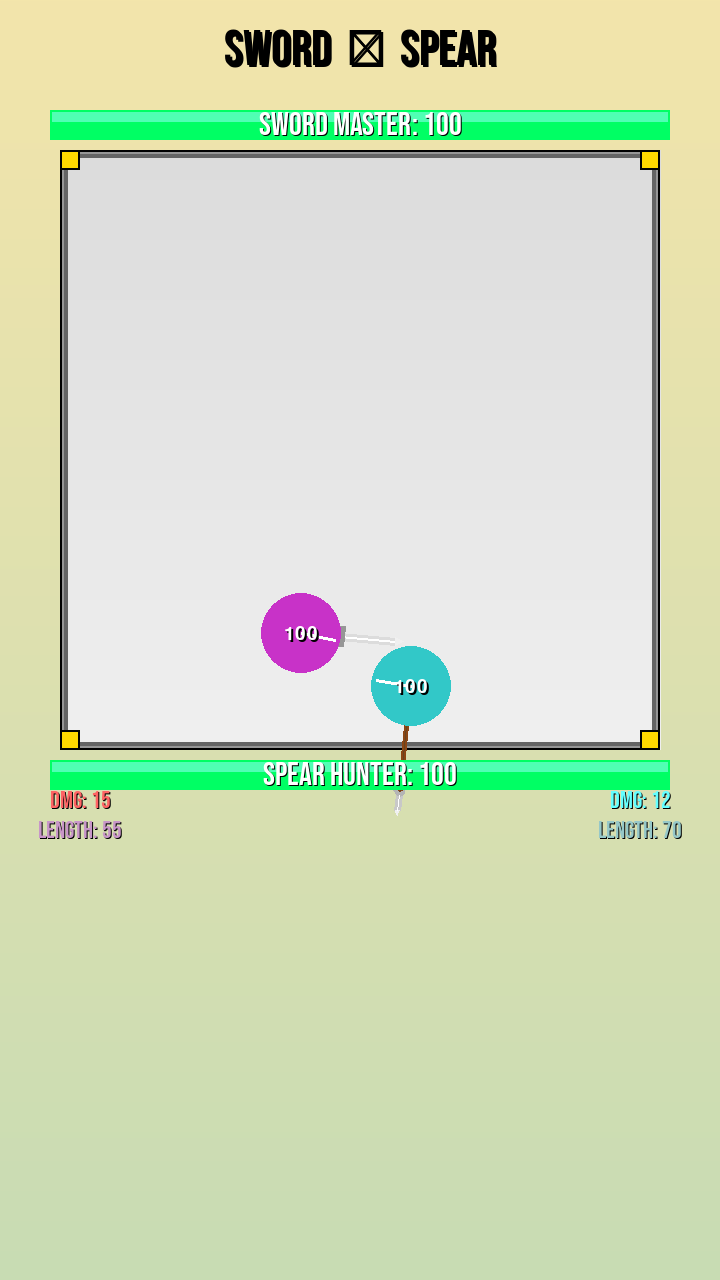 SWORD ☒ SPEAR
SWORD MASTER: 100
100
100
SPEAR HUNTER: 100
DMG: 15
DMG: 12
LENGTH: 55
LENGTH: 70